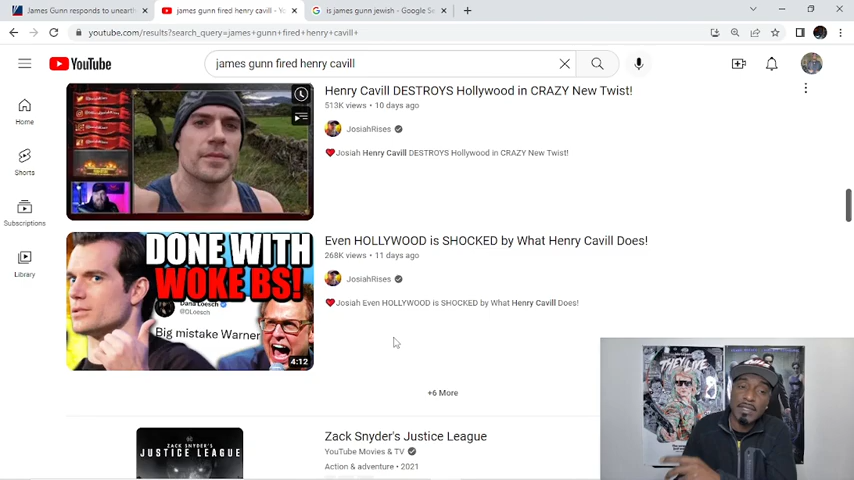 James Gunn responds to unearth
james gunn fired henry cavill - Yo
is james gunn jewish - Google Se
youtube.com/results?search_query=james+gunn+fired+henry+cavill+
YouTube
james gunn fired henry cavill
Home
Shorts
Subscriptions
Library
Henry Cavill DESTROYS Hollywood in CRAZY New Twist!
513K views • 10 days ago
JosiahRises
Josiah Henry Cavill DESTROYS Hollywood in CRAZY New Twist!
DONE WITH
WOKE BS!
Dana Loesch
@DLoesch
Big mistake Warner
4:12
Even HOLLYWOOD is SHOCKED by What Henry Cavill Does!
268K views • 11 days ago
JosiahRises
Josiah Even HOLLYWOOD is SHOCKED by What Henry Cavill Does!
+6 More
ZACK SNYDER'S
JUSTICE LEAGUE
Zack Snyder's Justice League
YouTube Movies & TV
Action & adventure • 2021
THEY LIVE